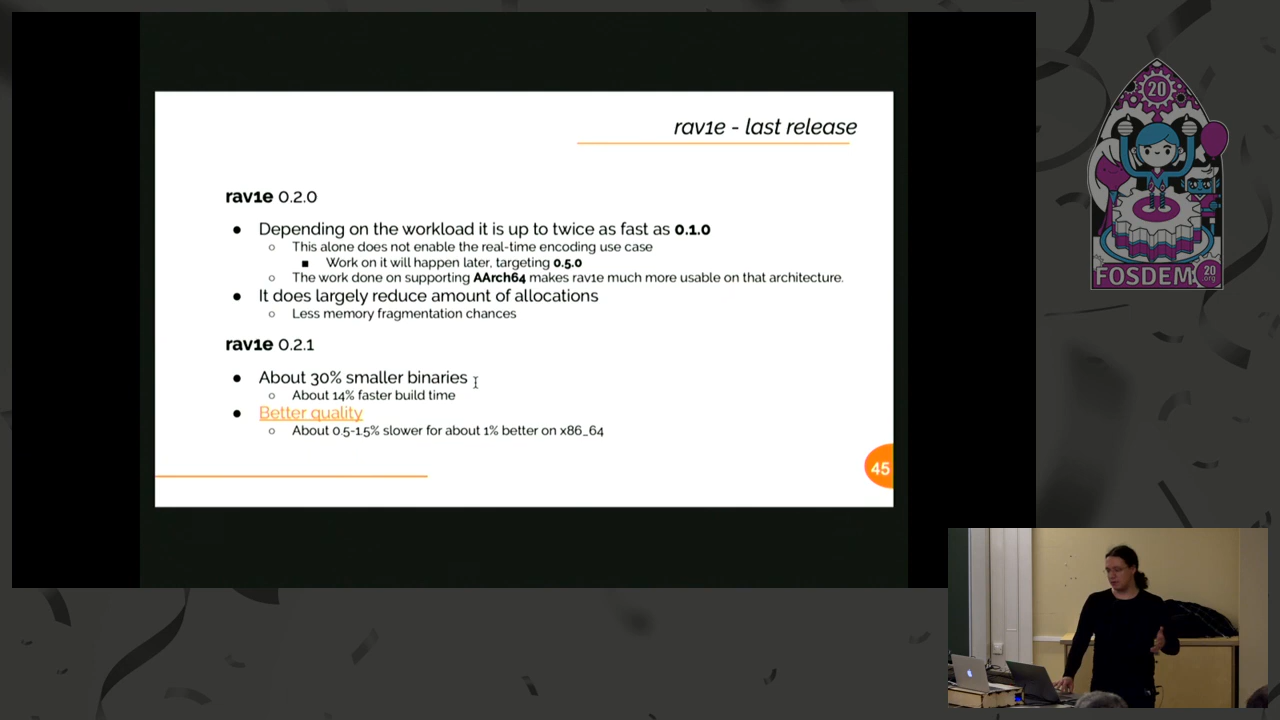 rav1e - last release
rav1e 0.2.0
● Depending on the workload it is up to twice as fast as 0.1.0
○ This alone does not enable the real-time encoding use case
■ Work on it will happen later, targeting 0.5.0
○ The work done on supporting AArch64 makes rav1e much more usable on that architecture.
● It does largely reduce amount of allocations
○ Less memory fragmentation chances
rav1e 0.2.1
● About 30% smaller binaries
○ About 14% faster build time
● Better quality
○ About 0.5-1.5% slower for about 1% better on x86_64
45
20
FOSDEM
20
.org